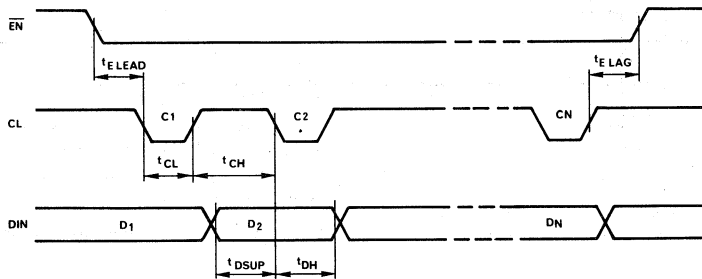 EN
t E LEAD
t E LAG
CL
C1
C2
CN
t CL
t CH
DIN
D1
D2
DN
t DSUP
t DH